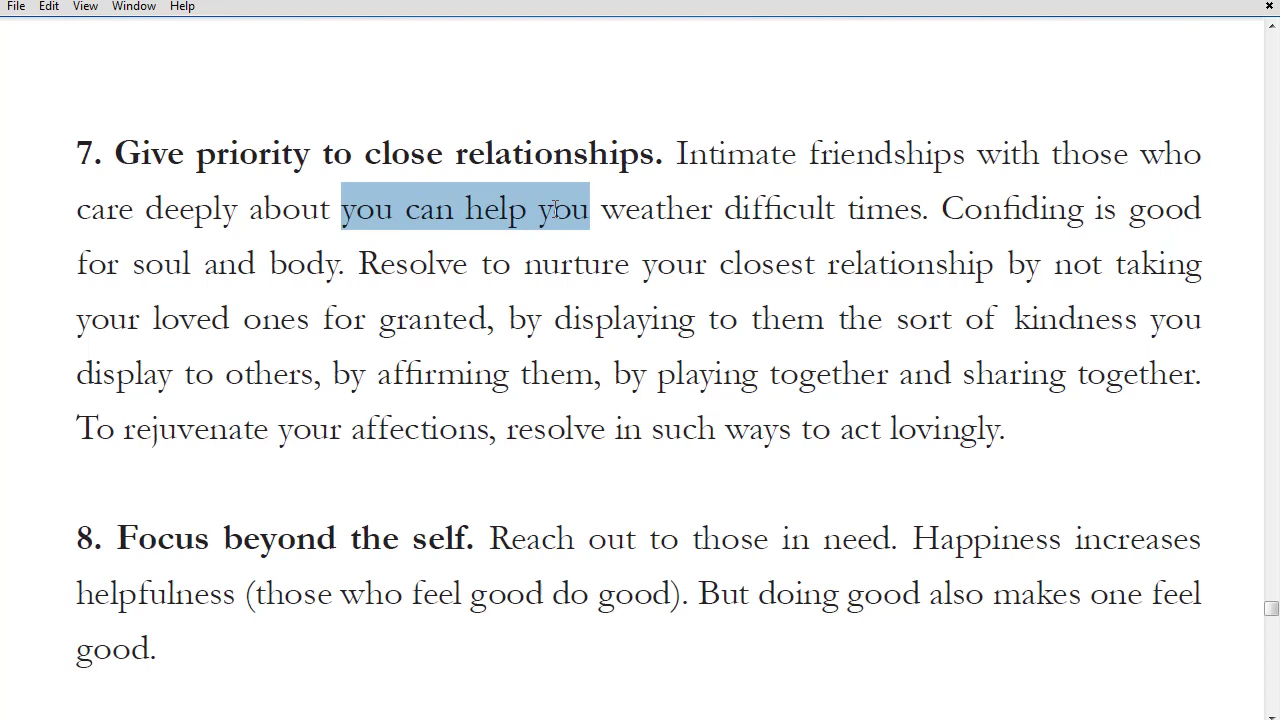 File Edit View Window Help
7. Give priority to close relationships. Intimate friendships with those who
care deeply about you can help you weather difficult times. Confiding is good
for soul and body. Resolve to nurture your closest relationship by not taking
your loved ones for granted, by displaying to them the sort of kindness you
display to others, by affirming them, by playing together and sharing together.
To rejuvenate your affections, resolve in such ways to act lovingly.
8. Focus beyond the self. Reach out to those in need. Happiness increases
helpfulness (those who feel good do good). But doing good also makes one feel
good.